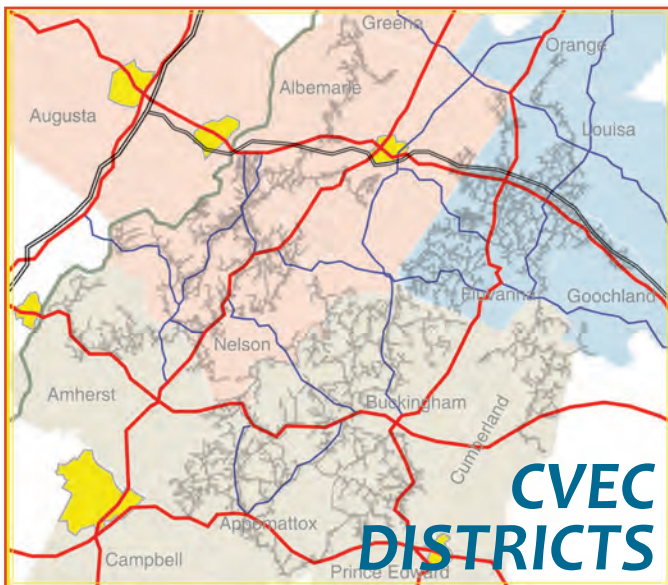 Greene
Orange
Albemarle
Augusta
Louisa
Fluvanna
Goochland
Nelson
Amherst
Buckingham
Cumberland
CVEC
DISTRICTS
Appomattox
Campbell
Prince Edward